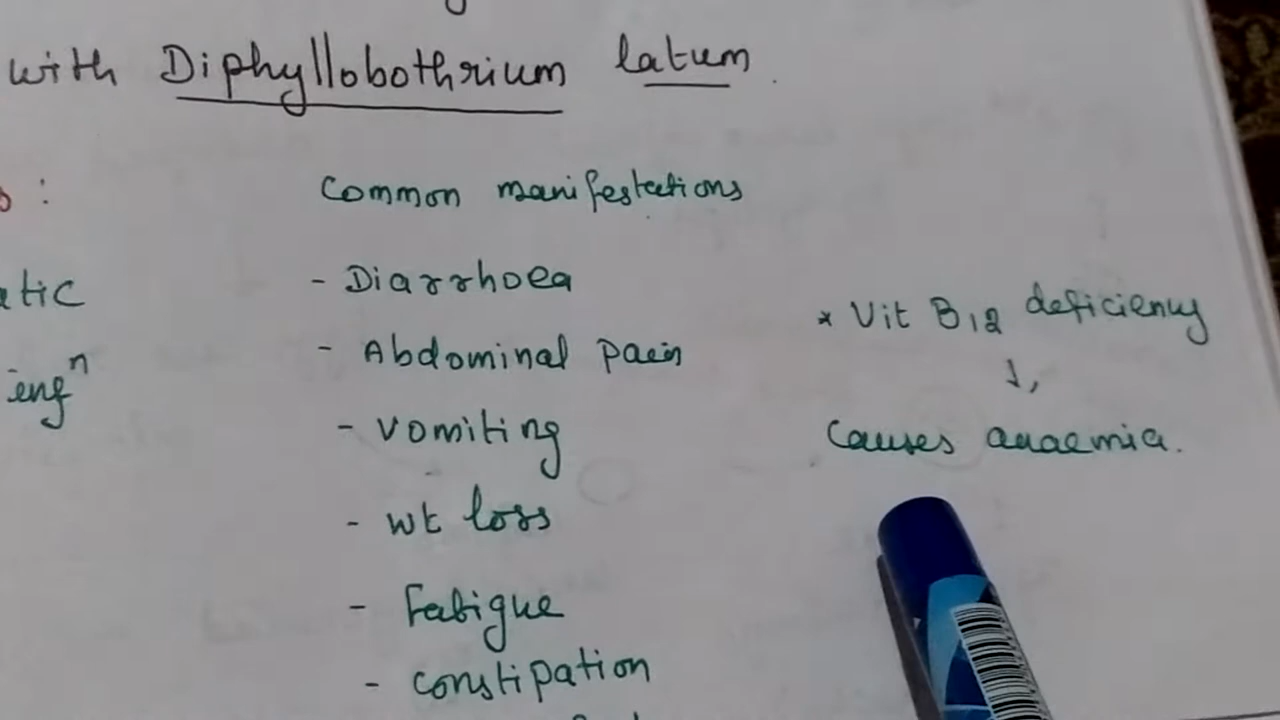 with Diphyllobothrium latum.
:
Common manifestations
- Diarrhoea
- Abdominal pain
- Vomiting
- wt loss
- Fatigue
- constipation
* Vit B12 deficiency
↓,
Causes anaemia.